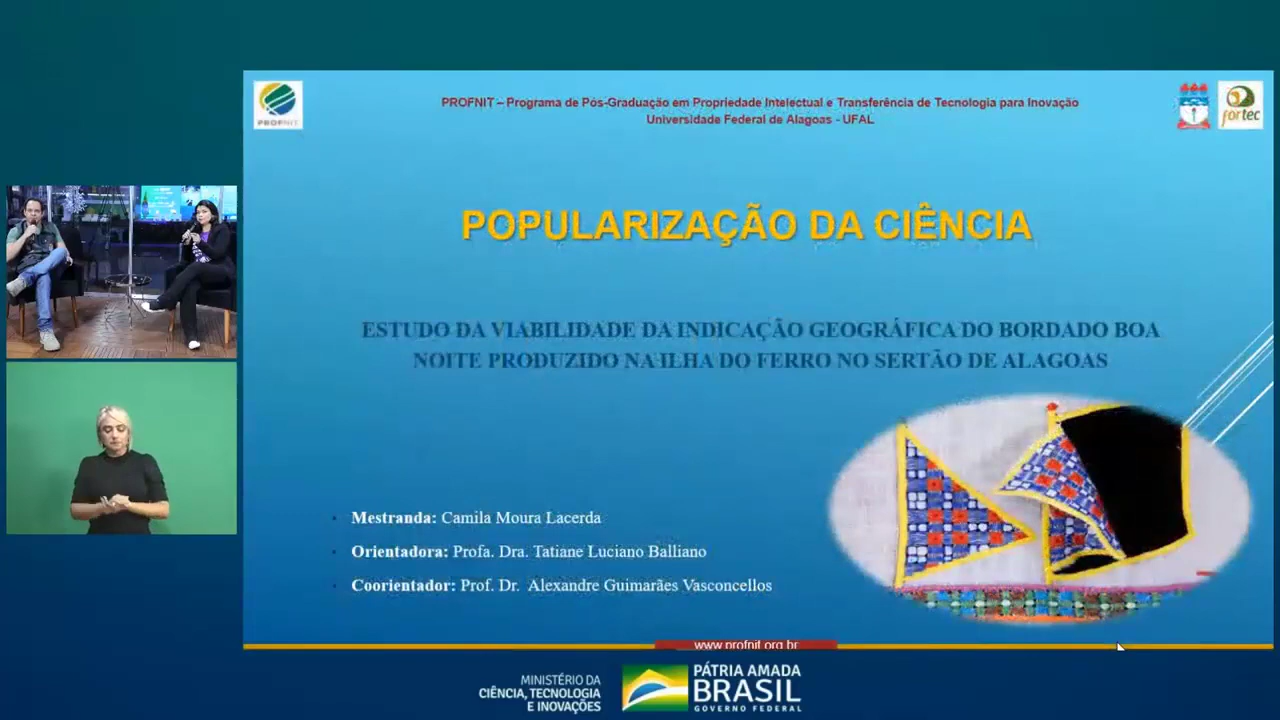 PROFNIT
PROFNIT – Programa de Pós-Graduação em Propriedade Intelectual e Transferência de Tecnologia para Inovação
Universidade Federal de Alagoas - UFAL
fortec
POPULARIZAÇÃO DA CIÊNCIA
ESTUDO DA VIABILIDADE DA INDICAÇÃO GEOGRÁFICA DO BORDADO BOA
NOITE PRODUZIDO NA ILHA DO FERRO NO SERTÃO DE ALAGOAS
Mestranda: Camila Moura Lacerda
Orientadora: Profa. Dra. Tatiane Luciano Balliano
Coorientador: Prof. Dr. Alexandre Guimarães Vasconcellos
www.profnit.org.br
MINISTÉRIO DA
CIÊNCIA, TECNOLOGIA
E INOVAÇÕES
PÁTRIA AMADA
BRASIL
GOVERNO FEDERAL